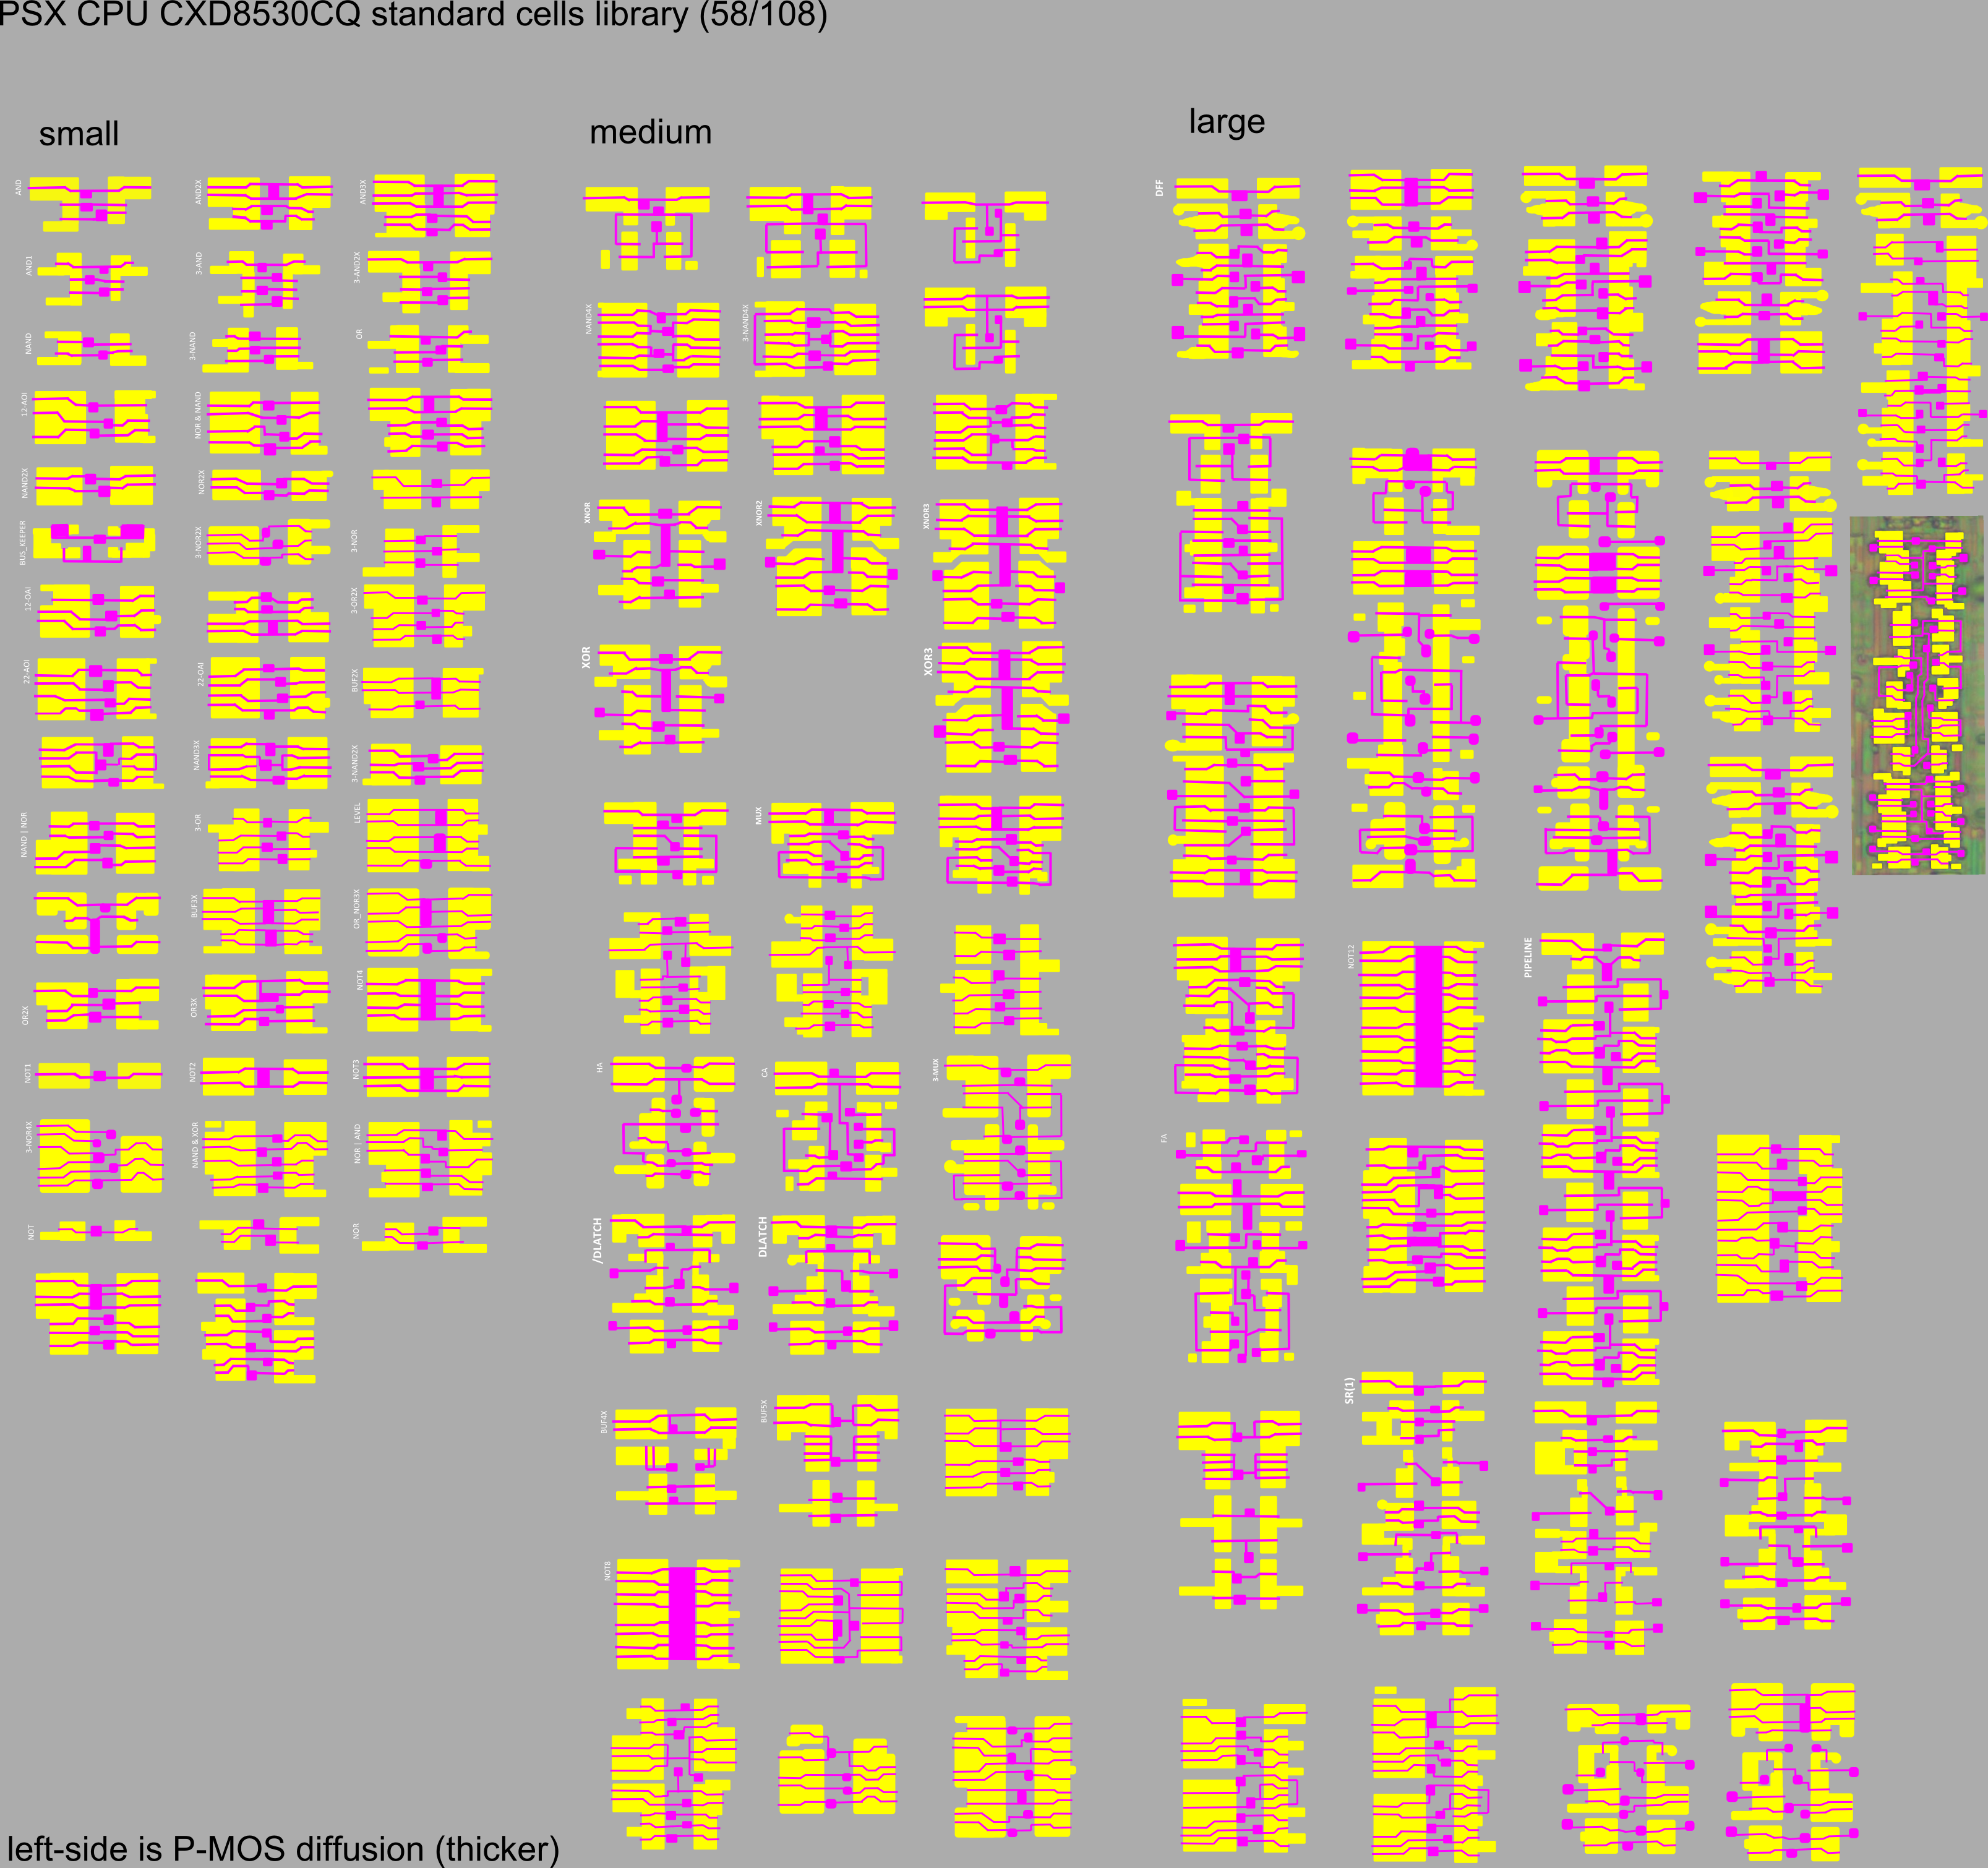 PSX CPU CXD8530CQ standard cells library (58/108)
small
medium
large
AND
AND2X
AND3X
AND1
3-AND
3-AND2X
NAND
3-NAND
OR
12-AOI
NOR & NAND
NAND2X
NOR2X
BUS_KEEPER
3-NOR2X
3-NOR
12-OAI
3-OR2X
22-AOI
22-OAI
BUF2X
NAND3X
3-NAND2X
NAND | NOR
3-OR
LEVEL
BUF3X
OR_NOR3X
OR2X
OR3X
NOT4
NOT1
NOT2
NOT3
3-NOR4X
NAND & XOR
NOR | AND
NOT
NOR
NAND4X
3-NAND4X
XNOR
XNOR2
XNOR3
XOR
XOR3
MUX
HA
CA
3-MUX
/DLATCH
DLATCH
BUF4X
BUF5X
NOT8
DFF
NOT12
PIPELINE
FA
SR(1)
left-side is P-MOS diffusion (thicker)